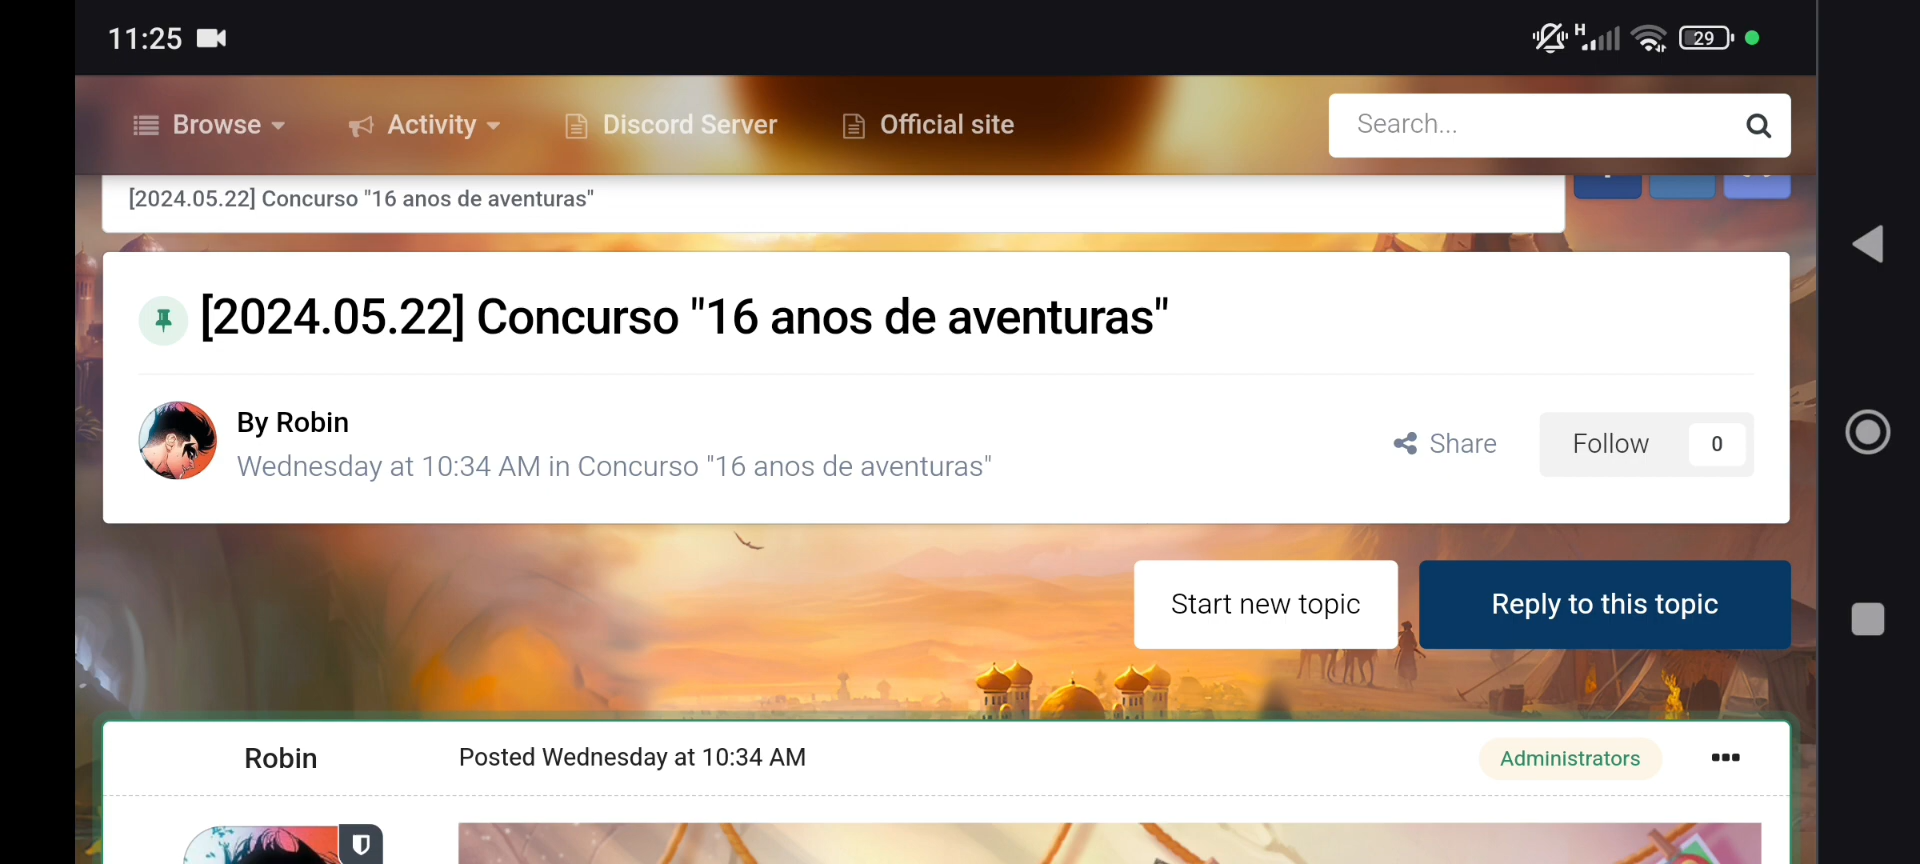 11:25
H
29
Browse
Activity
Discord Server
Official site
Search...
[2024.05.22] Concurso "16 anos de aventuras"
[2024.05.22] Concurso "16 anos de aventuras"
By Robin
Wednesday at 10:34 AM in Concurso "16 anos de aventuras"
Share
Follow
0
Start new topic
Reply to this topic
Robin
Posted Wednesday at 10:34 AM
Administrators